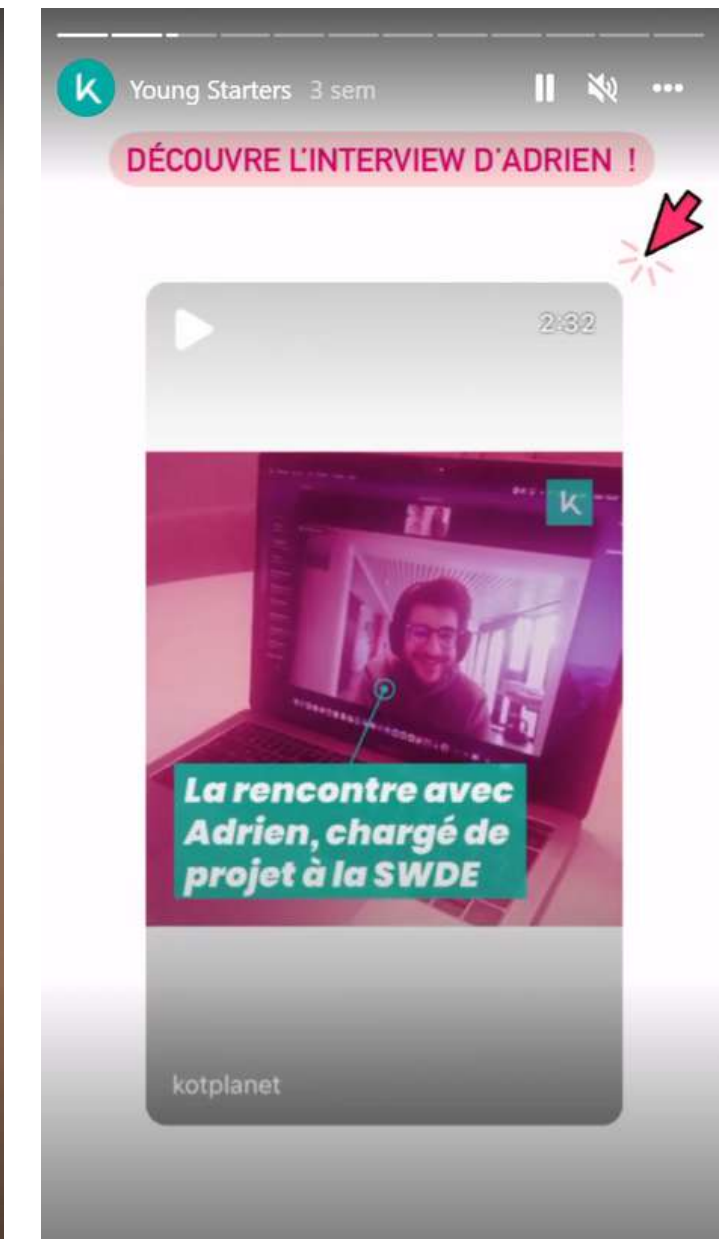 K
Young Starters 3 sem
DÉCOUVRE L'INTERVIEW D'ADRIEN !
2:32
K
La rencontre avec
Adrien, chargé de
projet à la SWDE
kotplanet